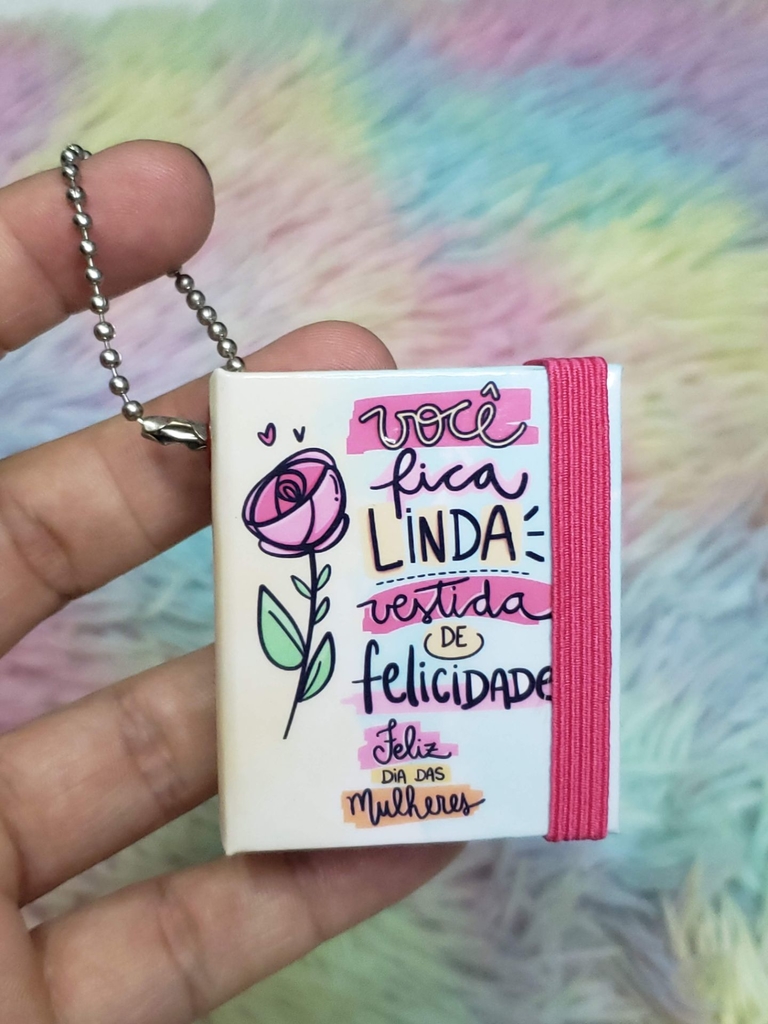 você
fica
LINDA
vestida
DE
felicidade
Feliz
DIA DAS
Mulheres